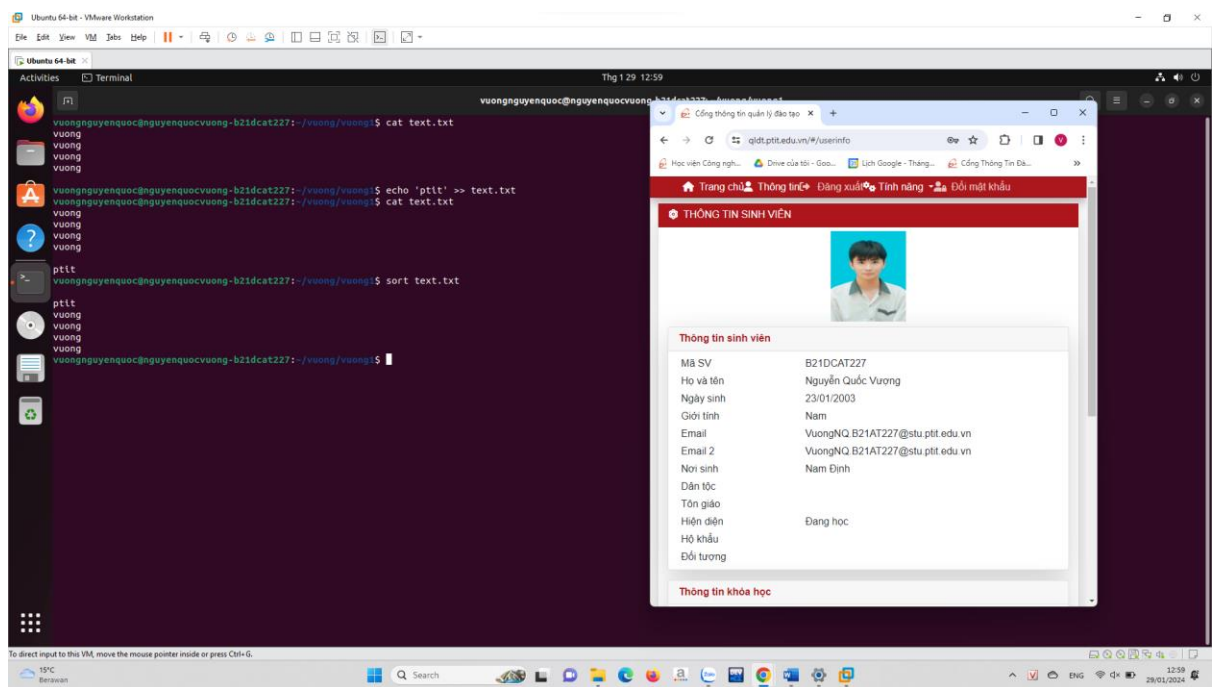 Ubuntu 64-bit - VMware Workstation
File Edit View VM Tabs Help
Ubuntu 64-bit
Activities Terminal Thg 1 29 12:59
vuongnguyenquoc@nguyenquocvuong-b21dcat227: ~/vuong/vuong1
vuongnguyenquoc@nguyenquocvuong-b21dcat227:~/vuong/vuong1$ cat text.txt
vuong
vuong
vuong
vuong
vuongnguyenquoc@nguyenquocvuong-b21dcat227:~/vuong/vuong1$ echo 'ptit' >> text.txt
vuongnguyenquoc@nguyenquocvuong-b21dcat227:~/vuong/vuong1$ cat text.txt
vuong
vuong
vuong
vuong
ptit
vuongnguyenquoc@nguyenquocvuong-b21dcat227:~/vuong/vuong1$ sort text.txt
ptit
vuong
vuong
vuong
vuong
vuongnguyenquoc@nguyenquocvuong-b21dcat227:~/vuong/vuong1$
Cổng thông tin quản lý đào tạo
qldt.ptit.edu.vn/#/userinfo
Học viện Công ngh... Drive của tôi - Goo... Lịch Google - Tháng... Cổng Thông Tin Đà...
Trang chủ Thông tin Đăng xuất Tính năng Đổi mật khẩu
THÔNG TIN SINH VIÊN
Thông tin sinh viên
Mã SV B21DCAT227
Họ và tên Nguyễn Quốc Vượng
Ngày sinh 23/01/2003
Giới tính Nam
Email VuongNQ.B21AT227@stu.ptit.edu.vn
Email 2 VuongNQ.B21AT227@stu.ptit.edu.vn
Nơi sinh Nam Định
Dân tộc
Tôn giáo
Hiện diện Đang học
Hộ khẩu
Đối tượng
Thông tin khóa học
To direct input to this VM, move the mouse pointer inside or press Ctrl+G.
15°C
Berawan
Search
ENG
12:59
29/01/2024